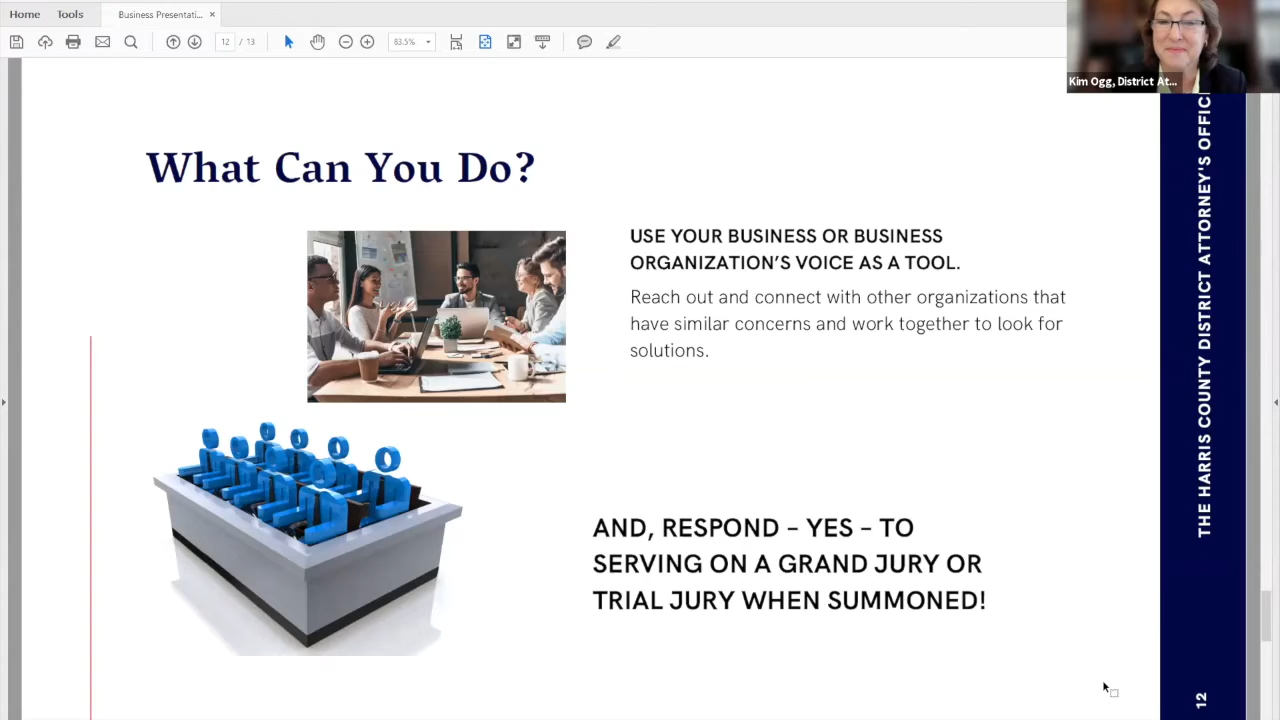 Home Tools Business Presentati... ×
12 / 13 83.5%
Kim Ogg, District At...
What Can You Do?
USE YOUR BUSINESS OR BUSINESS
ORGANIZATION’S VOICE AS A TOOL.
Reach out and connect with other organizations that
have similar concerns and work together to look for
solutions.
AND, RESPOND – YES – TO
SERVING ON A GRAND JURY OR
TRIAL JURY WHEN SUMMONED!
THE HARRIS COUNTY DISTRICT ATTORNEY'S OFFIC
12